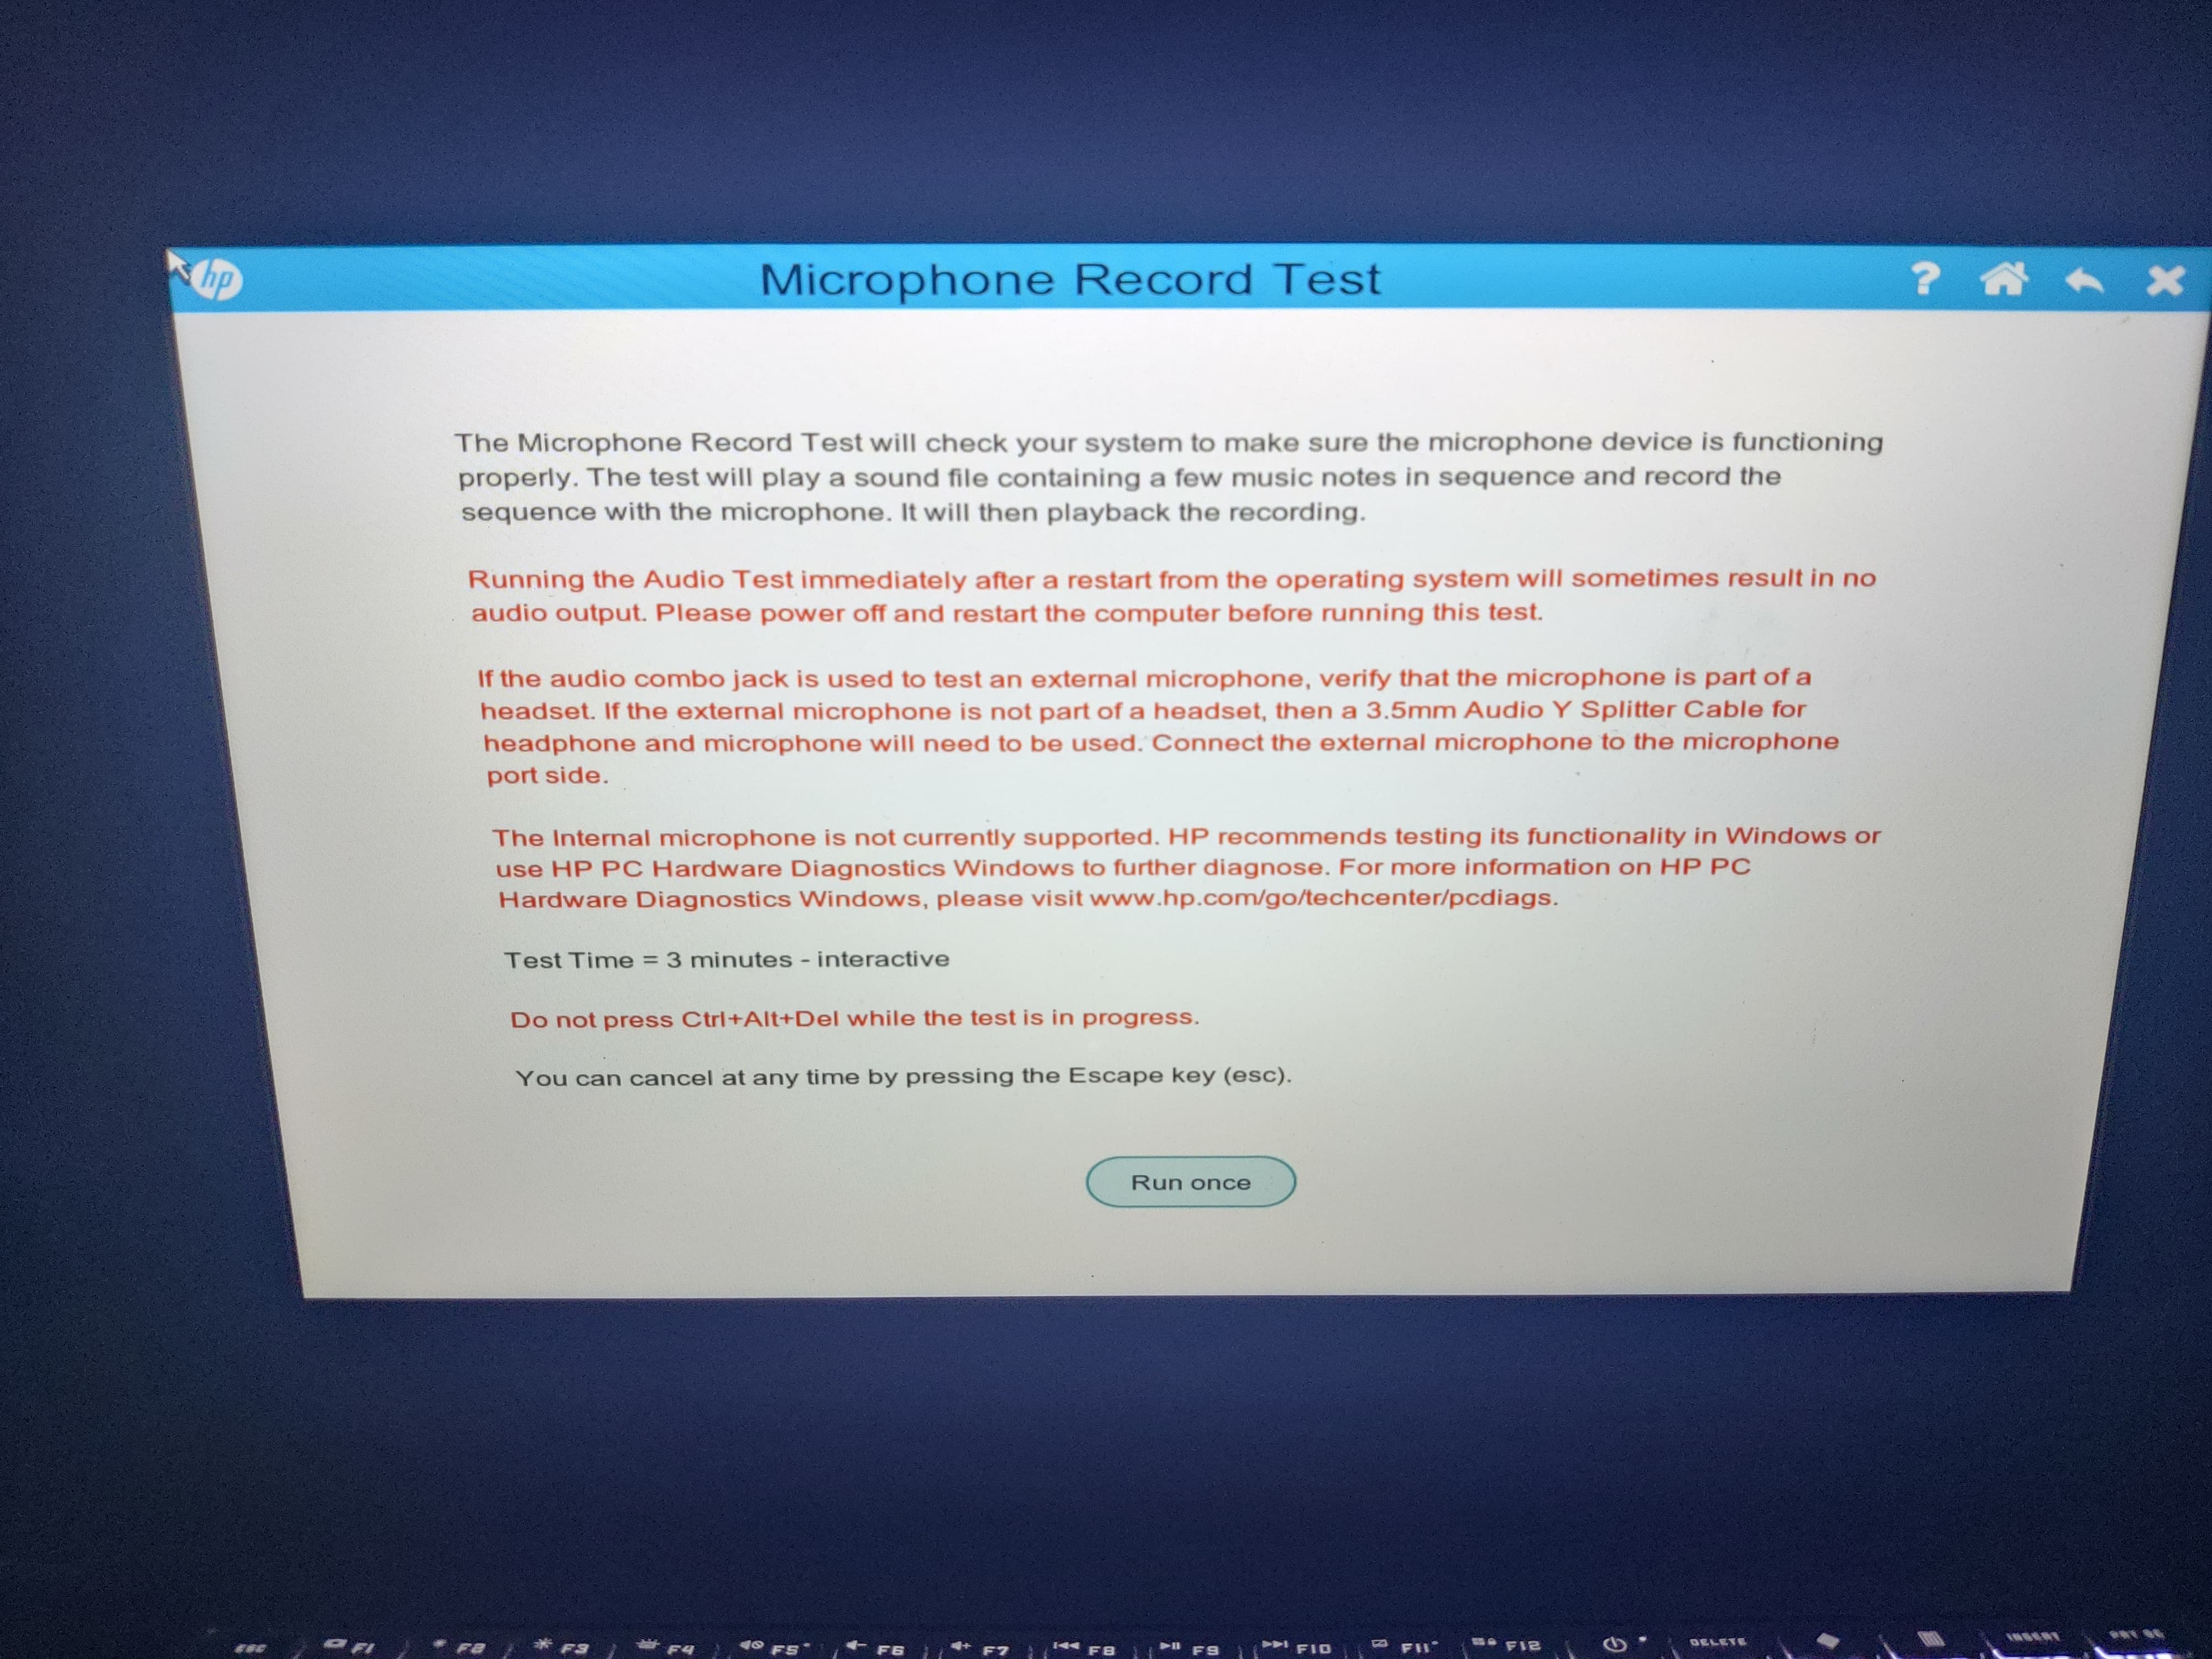 hp
Microphone Record Test
?
The Microphone Record Test will check your system to make sure the microphone device is functioning
properly. The test will play a sound file containing a few music notes in sequence and record the
sequence with the microphone. It will then playback the recording.
Running the Audio Test immediately after a restart from the operating system will sometimes result in no
audio output. Please power off and restart the computer before running this test.
If the audio combo jack is used to test an external microphone, verify that the microphone is part of a
headset. If the external microphone is not part of a headset, then a 3.5mm Audio Y Splitter Cable for
headphone and microphone will need to be used. Connect the external microphone to the microphone
port side.
The Internal microphone is not currently supported. HP recommends testing its functionality in Windows or
use HP PC Hardware Diagnostics Windows to further diagnose. For more information on HP PC
Hardware Diagnostics Windows, please visit www.hp.com/go/techcenter/pcdiags.
Test Time = 3 minutes - interactive
Do not press Ctrl+Alt+Del while the test is in progress.
You can cancel at any time by pressing the Escape key (esc).
Run once
ESC F1 F2 F3 F4 F5 F6 F7 F8 F9 F10 F11 F12 DELETE INSERT